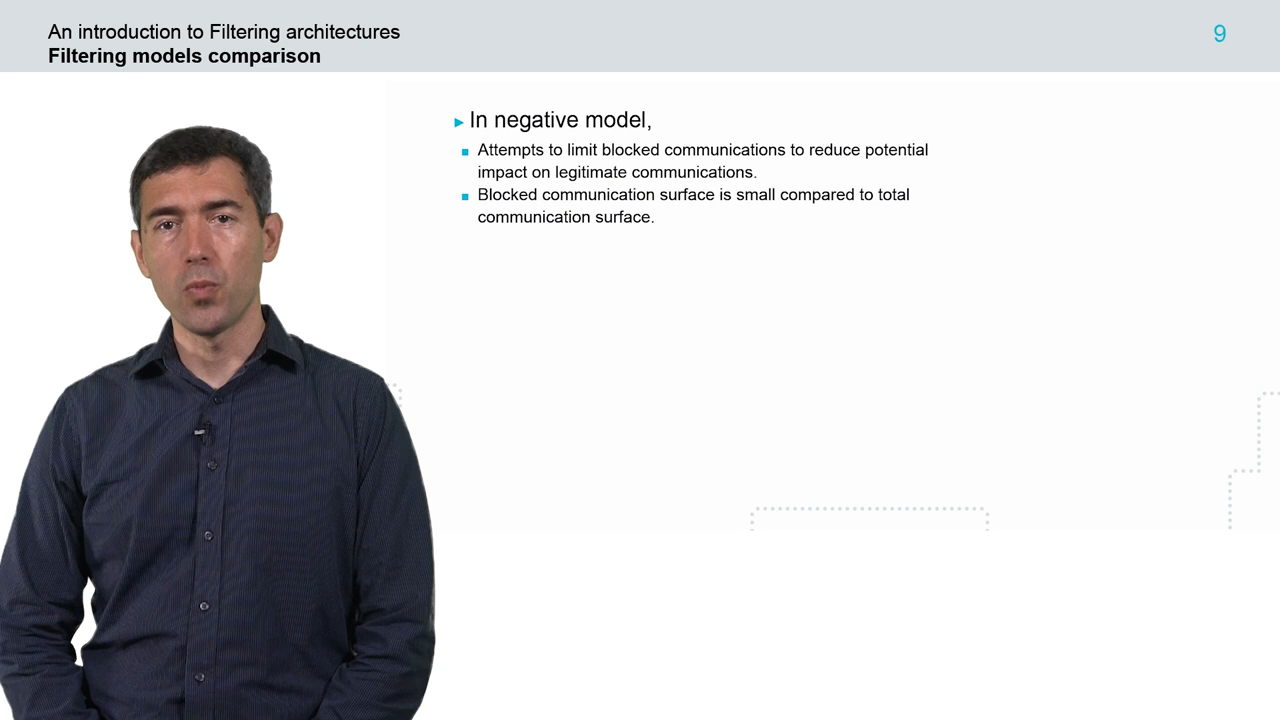 An introduction to Filtering architectures
Filtering models comparison
9
In negative model,
Attempts to limit blocked communications to reduce potential
impact on legitimate communications.
Blocked communication surface is small compared to total
communication surface.